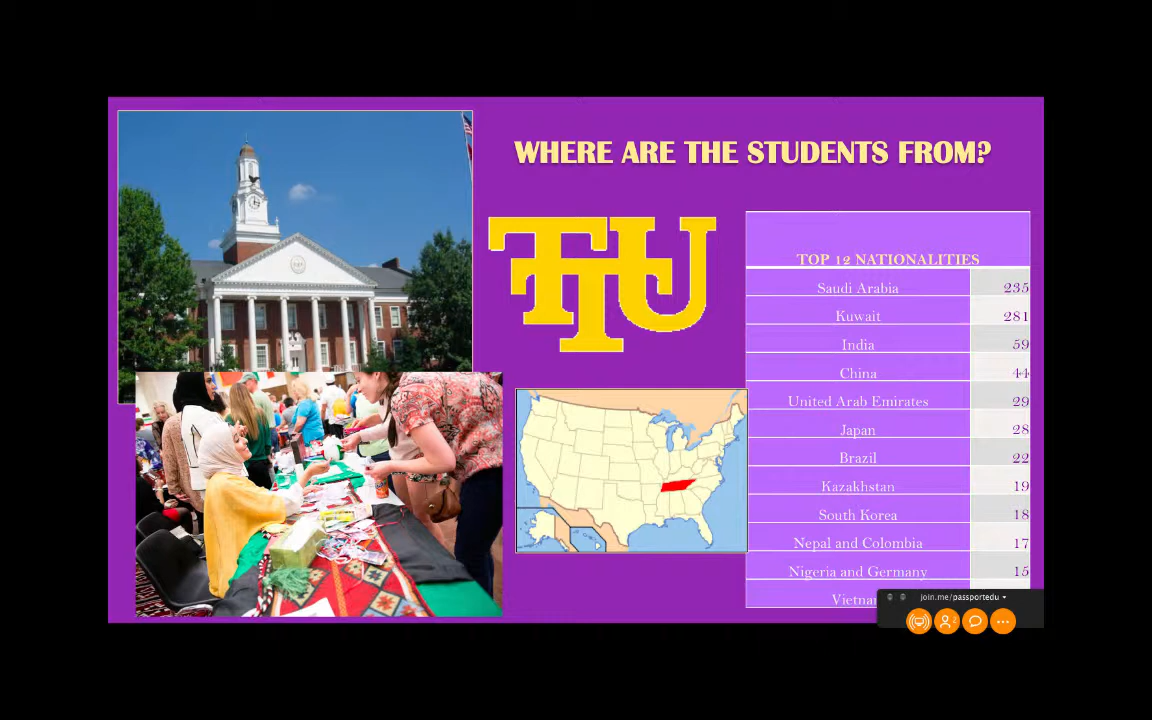 WHERE ARE THE STUDENTS FROM?
TTU
TOP 12 NATIONALITIES
Saudi Arabia 235
Kuwait 281
India 59
China 44
United Arab Emirates 29
Japan 28
Brazil 22
Kazakhstan 19
South Korea 18
Nepal and Colombia 17
Nigeria and Germany 15
join.me/passportedu